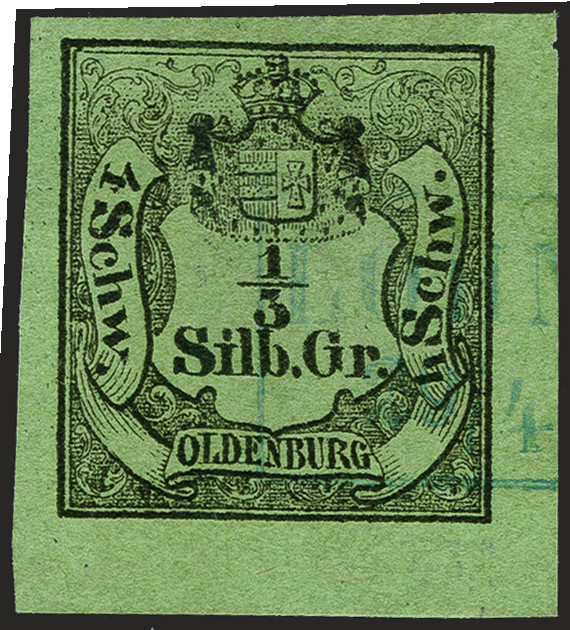 4 Schw.
1/3
Silb. Gr.
4 Schw.
OLDENBURG